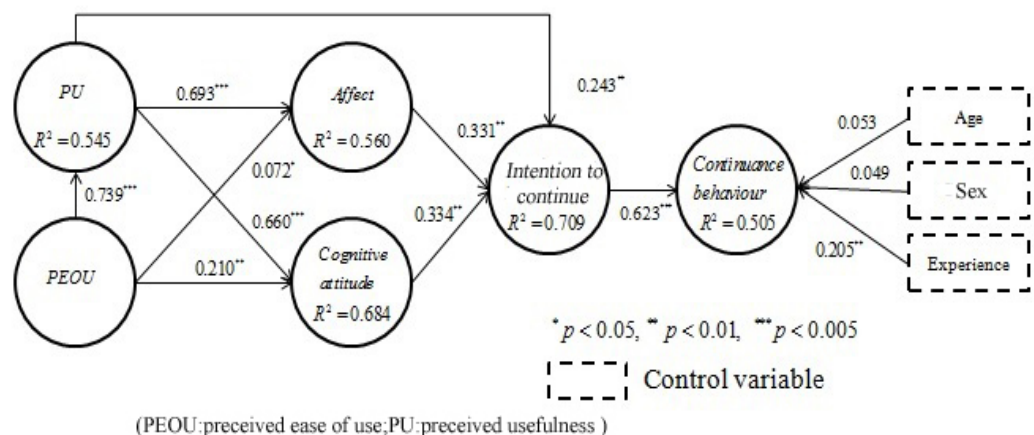 PU
R² = 0.545
0.693***
Affect
R² = 0.560
0.243**
0.331**
0.053
Age
0.739***
0.072*
0.660***
Intention to
continue
R² = 0.709
0.623***
Continuance
behaviour
R² = 0.505
0.049
Sex
PEOU
0.210**
Cognitive
attitude
R² = 0.684
0.334**
0.205**
Experience
* p < 0.05, ** p < 0.01, *** p < 0.005
Control variable
(PEOU:preceived ease of use;PU:preceived usefulness )